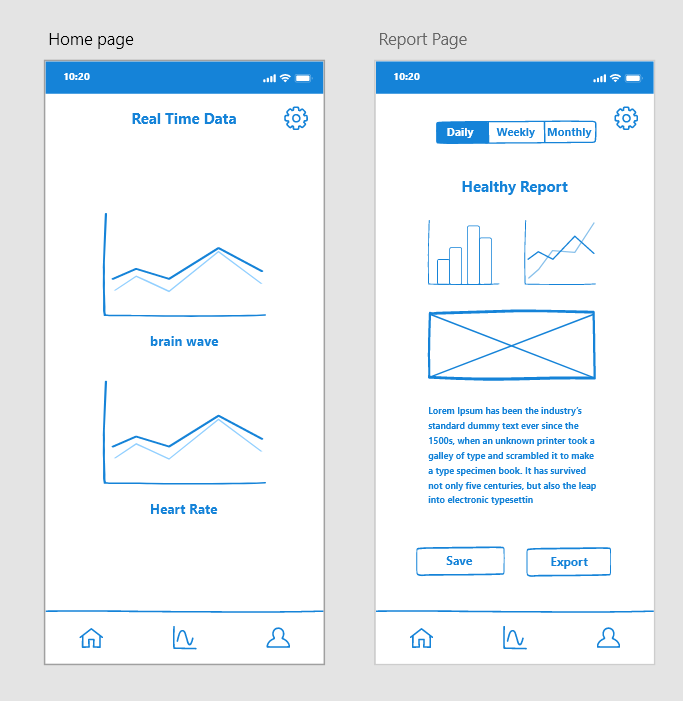 Home page
10:20
Real Time Data
brain wave
Heart Rate
Report Page
10:20
Daily Weekly Monthly
Healthy Report
Lorem Ipsum has been the industry's
standard dummy text ever since the
1500s, when an unknown printer took a
galley of type and scrambled it to make
a type specimen book. It has survived
not only five centuries, but also the leap
into electronic typesettin
Save Export